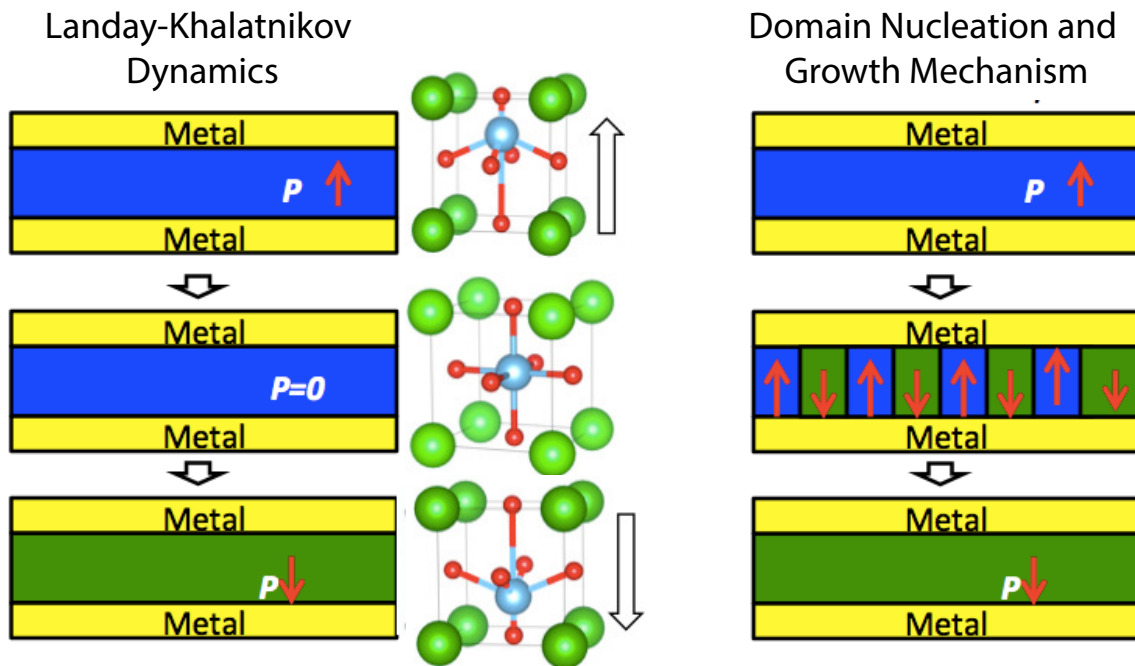 Landay-Khalatnikov
Dynamics
Metal
P
Metal
Metal
P=0
Metal
Metal
P
Metal
Domain Nucleation and
Growth Mechanism
Metal
P
Metal
Metal
Metal
Metal
P
Metal